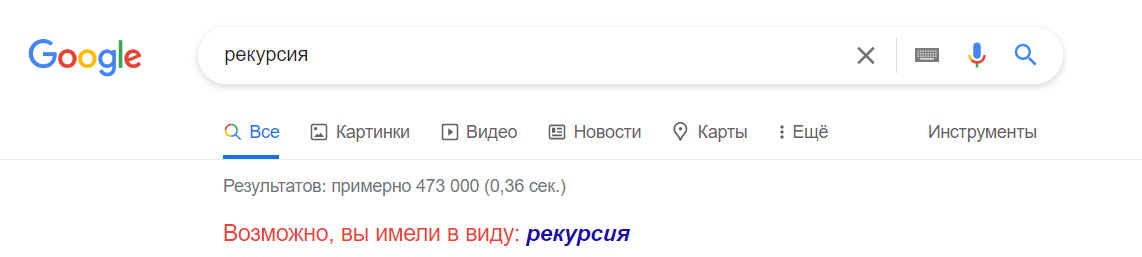 Google рекурсия
Все Картинки Видео Новости Карты Ещё Инструменты
Результатов: примерно 473 000 (0,36 сек.)
Возможно, вы имели в виду: рекурсия